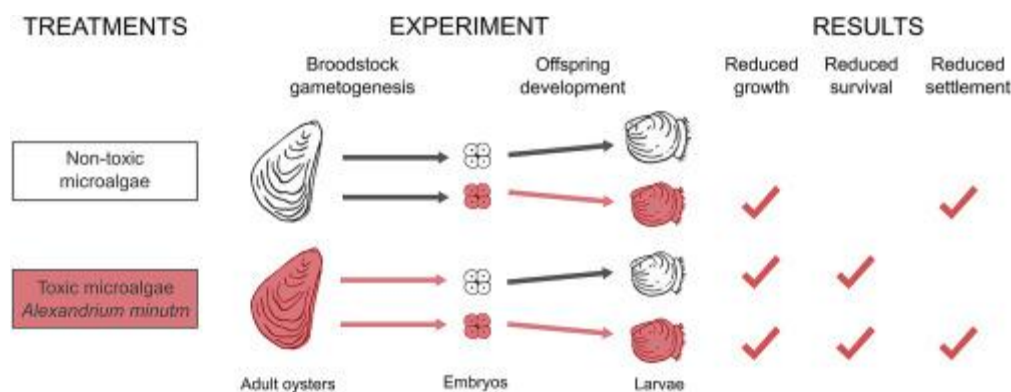 TREATMENTS
EXPERIMENT
RESULTS
Broodstock
gametogenesis
Offspring
development
Reduced
growth
Reduced
survival
Reduced
settlement
Non-toxic
microalgae
Toxic microalgae
Alexandrium minutm
Adult oysters
Embryos
Larvae